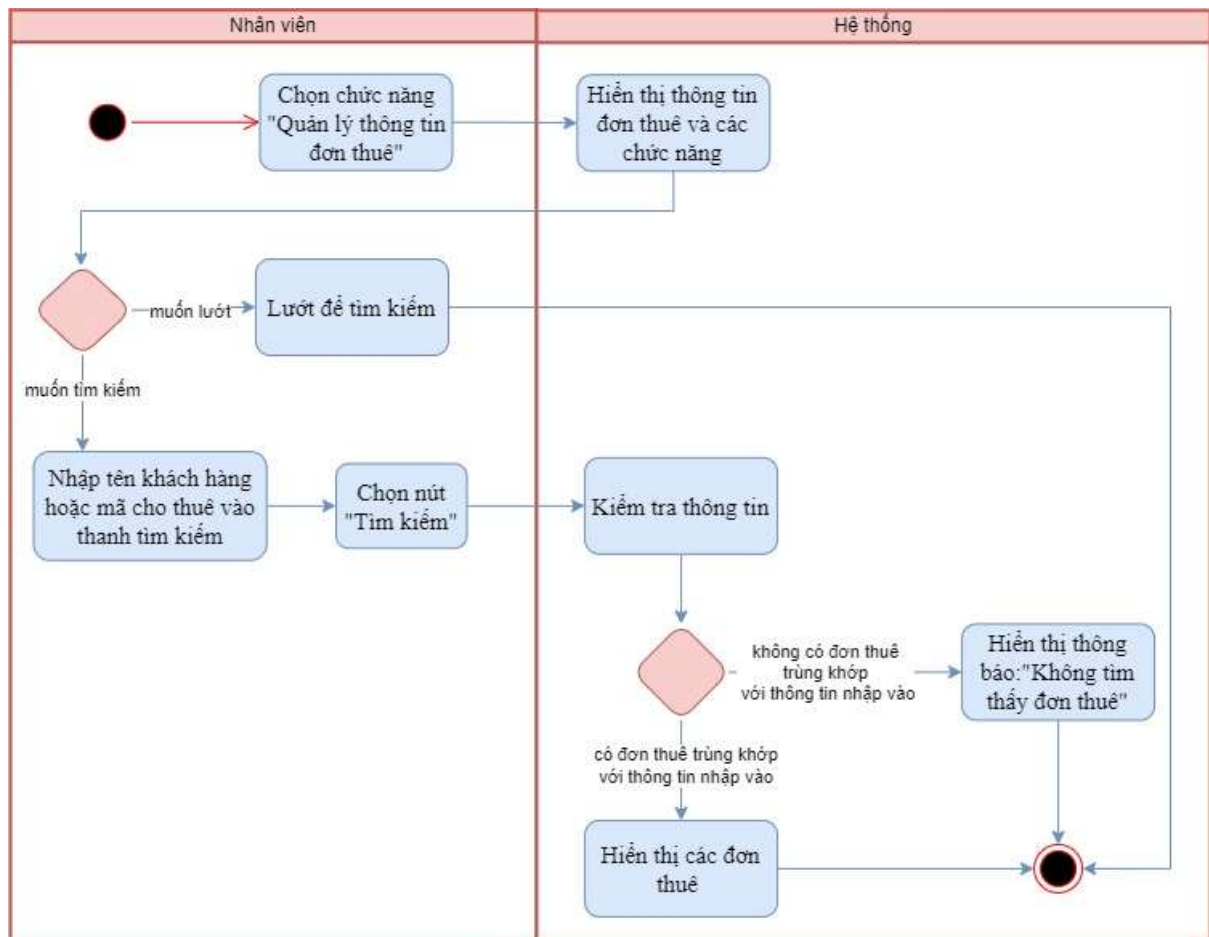 Nhân viên
Hệ thống
Chọn chức năng
"Quản lý thông tin
đơn thuê"
Hiển thị thông tin
đơn thuê và các
chức năng
muốn lướt
Lướt để tìm kiếm
muốn tìm kiếm
Nhập tên khách hàng
hoặc mã cho thuê vào
thanh tìm kiếm
Chọn nút
"Tìm kiếm"
Kiểm tra thông tin
không có đơn thuê
trùng khớp
với thông tin nhập vào
Hiển thị thông
báo:"Không tìm
thấy đơn thuê"
có đơn thuê trùng khớp
với thông tin nhập vào
Hiển thị các đơn
thuê